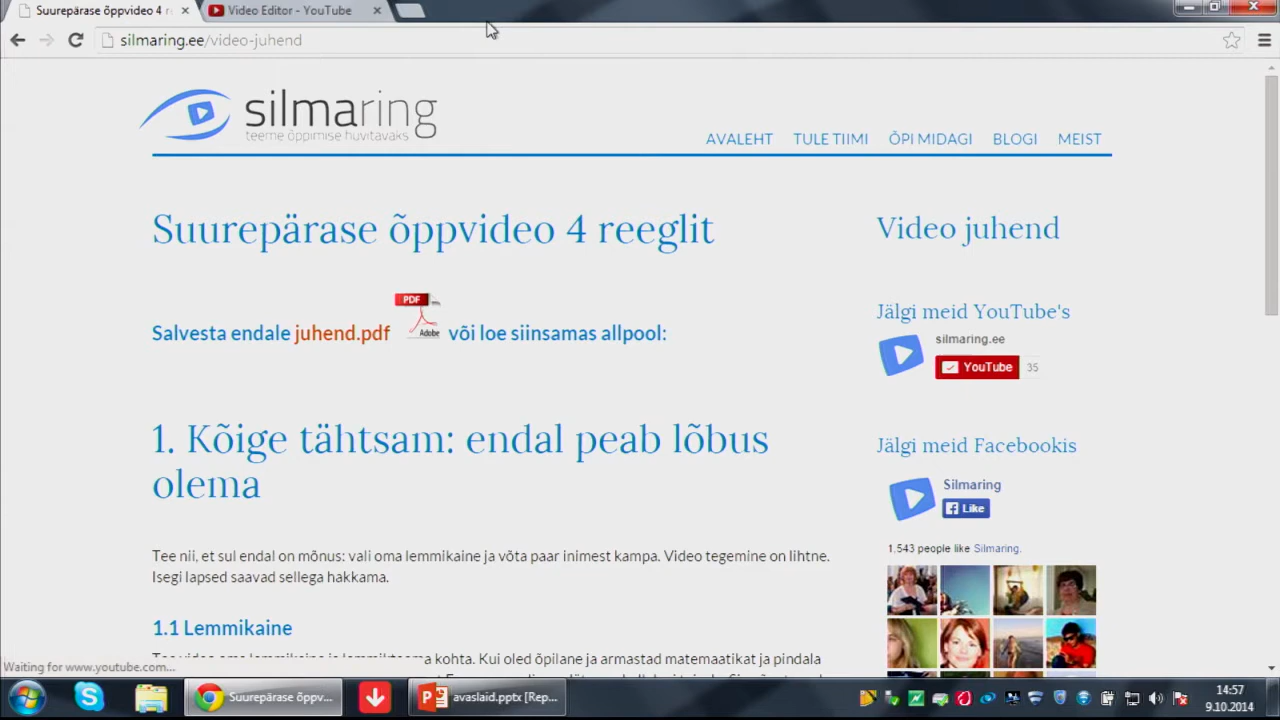 Suurepärase õppvideo 4 r
Video Editor - YouTube
silmaring.ee/video-juhend
silmaring
teeme õppimise huvitavaks
AVALEHT TULE TIIMI ÕPI MIDAGI BLOGI MEIST
Suurepärase õppvideo 4 reeglit
Salvesta endale juhend.pdf PDF Adobe või loe siinsamas allpool:
1. Kõige tähtsam: endal peab lõbus
olema
Tee nii, et sul endal on mõnus: vali oma lemmikaine ja võta paar inimest kampa. Video tegemine on lihtne.
Isegi lapsed saavad sellega hakkama.
1.1 Lemmikaine
kohta. Kui oled õpilane ja armastad matemaatikat ja pindala
Video juhend
Jälgi meid YouTube's
silmaring.ee
YouTube 35
Jälgi meid Facebookis
Silmaring
Like
1,543 people like Silmaring.
Waiting for www.youtube.com...
Suurepärase õppv...
avaslaid.pptx [Rep...
14:57
9.10.2014